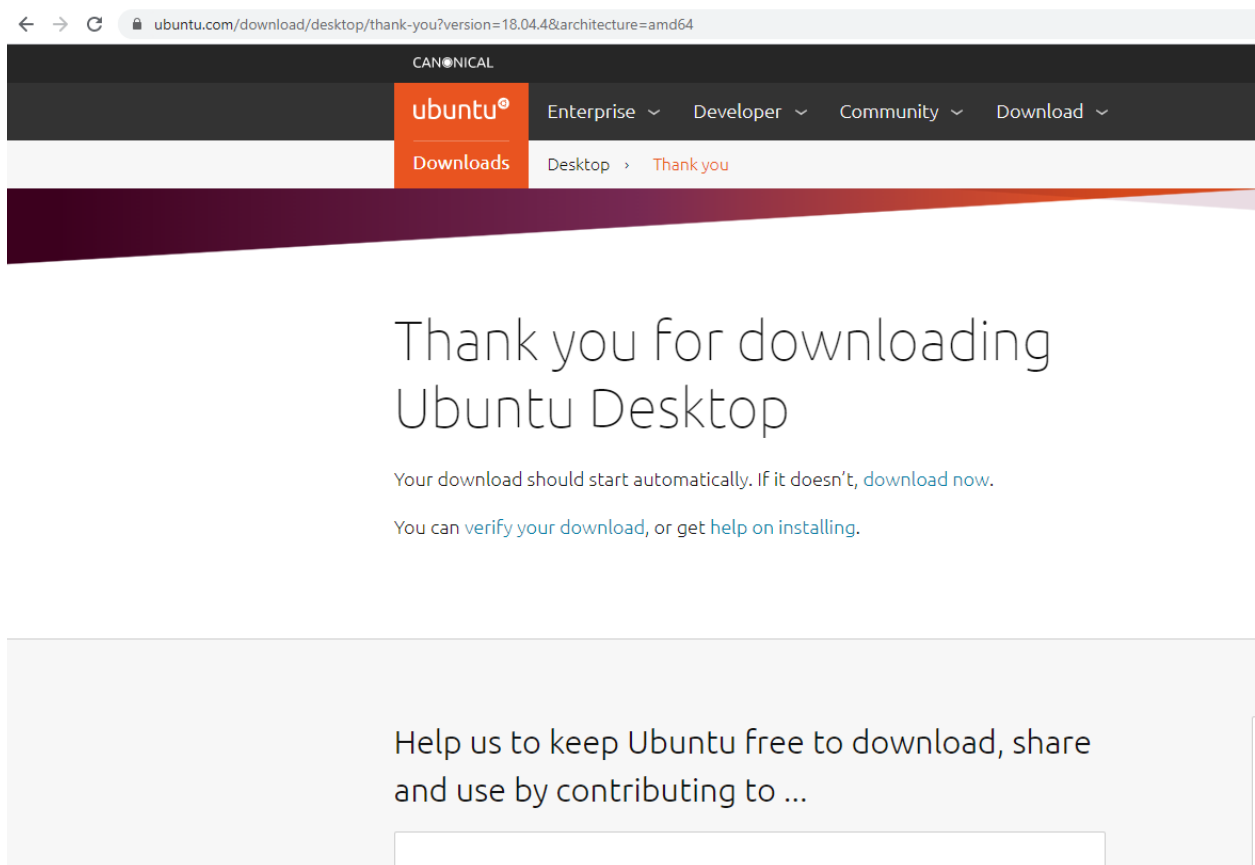 ubuntu.com/download/desktop/thank-you?version=18.04.4&architecture=amd64
CANONICAL
ubuntu Enterprise Developer Community Download
Downloads Desktop › Thank you
Thank you for downloading
Ubuntu Desktop
Your download should start automatically. If it doesn’t, download now.
You can verify your download, or get help on installing.
Help us to keep Ubuntu free to download, share
and use by contributing to ...